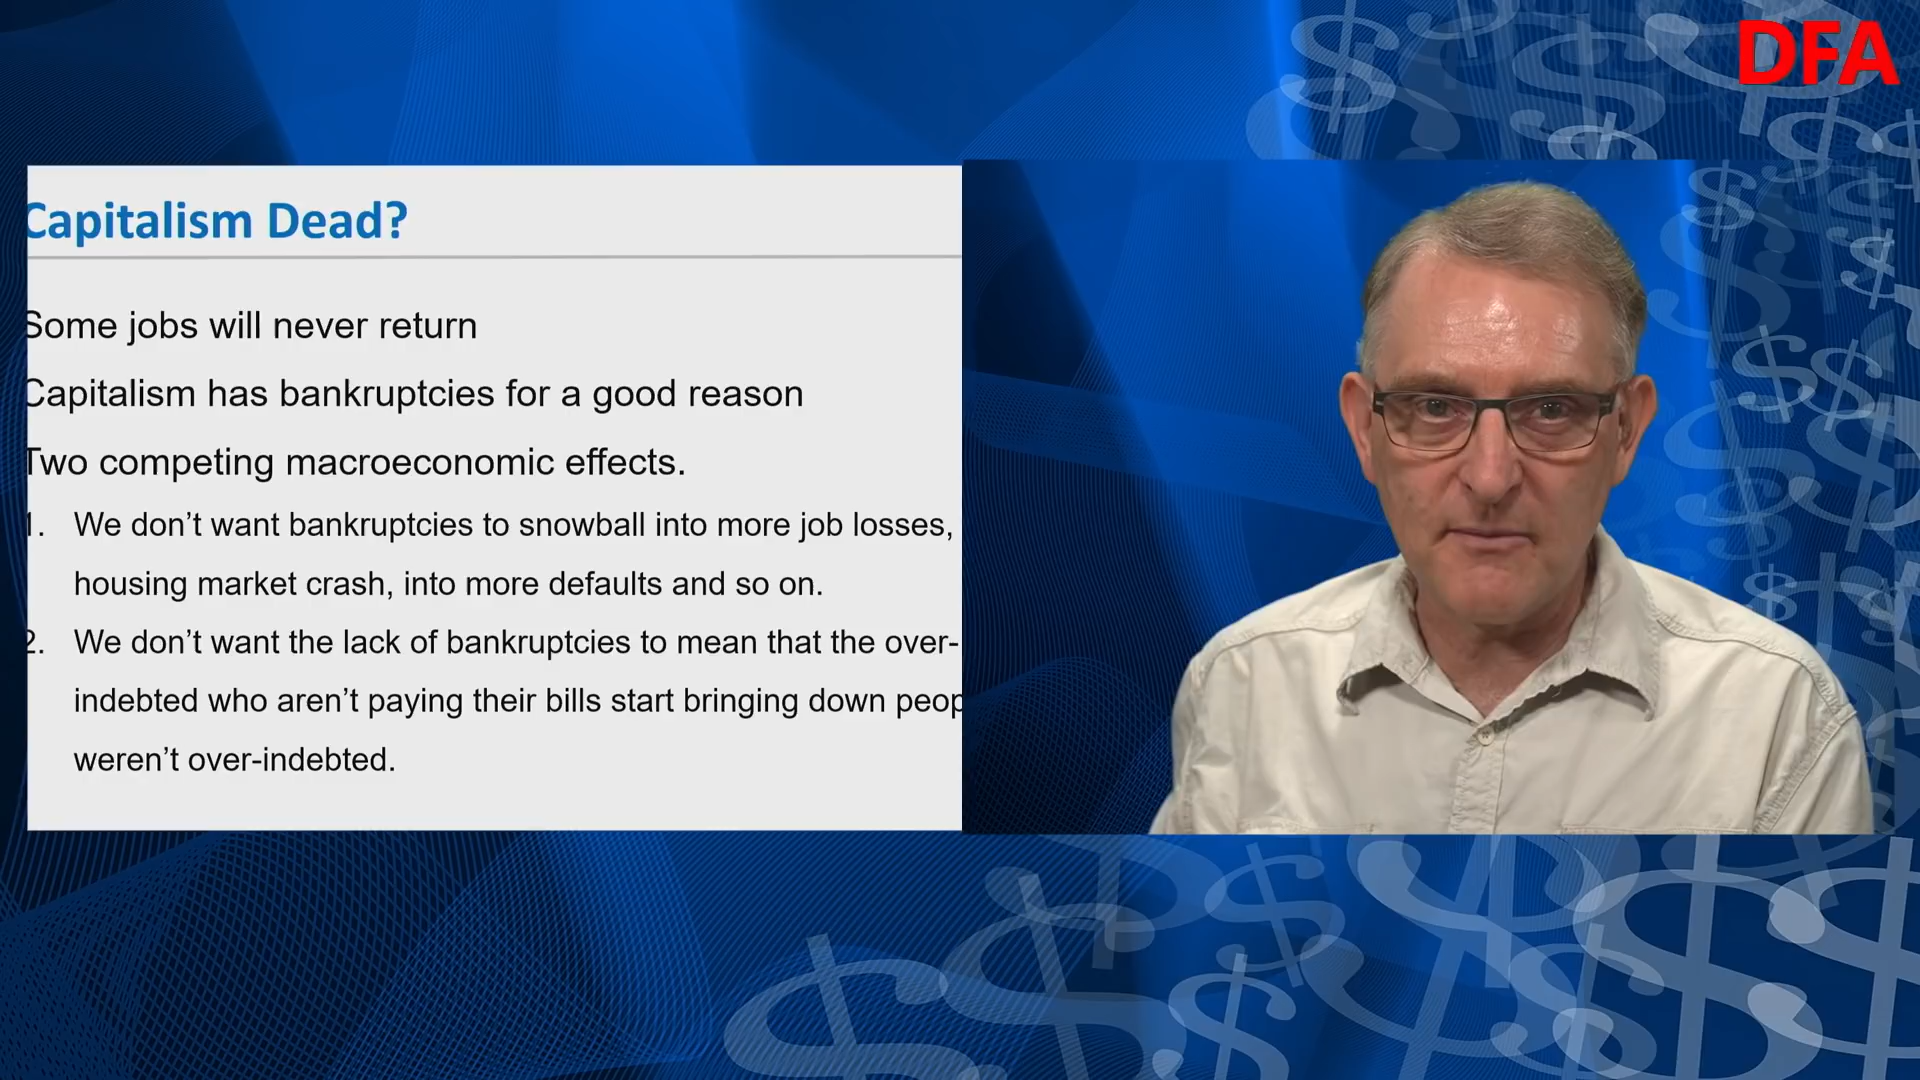 DFA
Capitalism Dead?
Some jobs will never return
Capitalism has bankruptcies for a good reason
Two competing macroeconomic effects.
1. We don’t want bankruptcies to snowball into more job losses,
housing market crash, into more defaults and so on.
2. We don’t want the lack of bankruptcies to mean that the over-
indebted who aren’t paying their bills start bringing down
weren’t over-indebted.